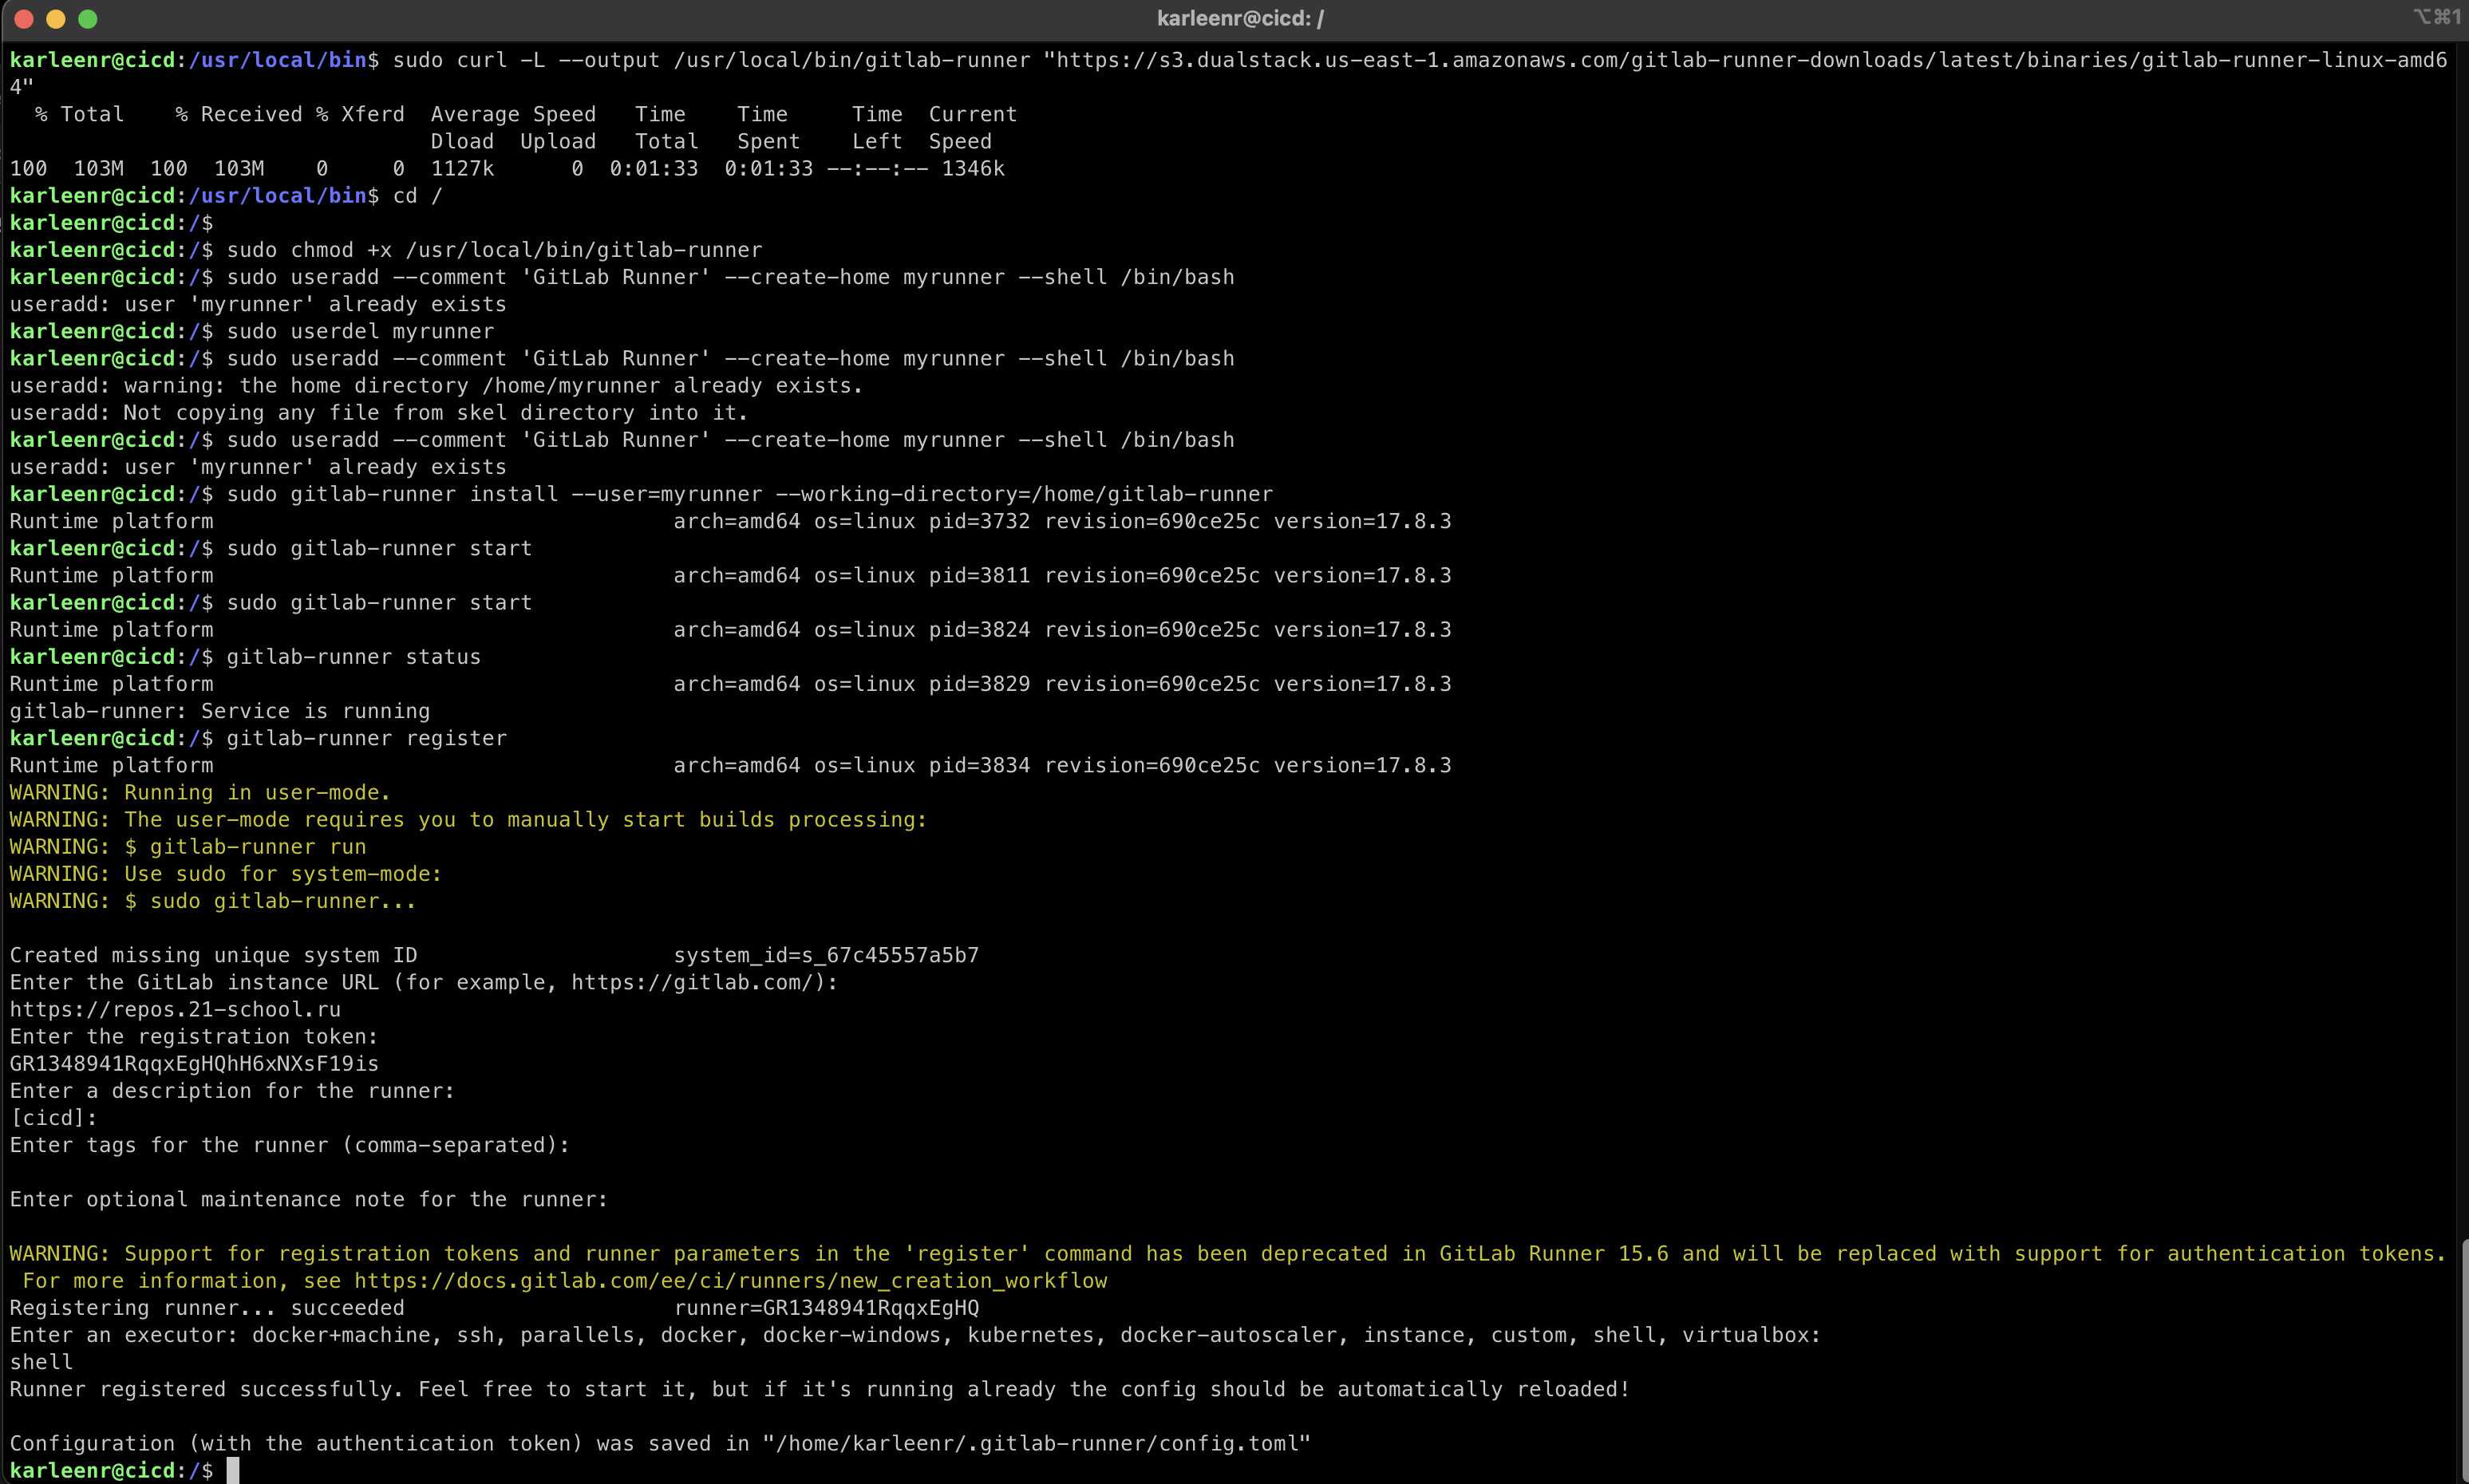 karleenr@cicd: /
⌥⌘1
karleenr@cicd:/usr/local/bin$ sudo curl -L --output /usr/local/bin/gitlab-runner "https://s3.dualstack.us-east-1.amazonaws.com/gitlab-runner-downloads/latest/binaries/gitlab-runner-linux-amd6
4"
% Total % Received % Xferd Average Speed Time Time Time Current
Dload Upload Total Spent Left Speed
100 103M 100 103M 0 0 1127k 0 0:01:33 0:01:33 --:--:-- 1346k
karleenr@cicd:/usr/local/bin$ cd /
karleenr@cicd:/$
karleenr@cicd:/$ sudo chmod +x /usr/local/bin/gitlab-runner
karleenr@cicd:/$ sudo useradd --comment 'GitLab Runner' --create-home myrunner --shell /bin/bash
useradd: user 'myrunner' already exists
karleenr@cicd:/$ sudo userdel myrunner
karleenr@cicd:/$ sudo useradd --comment 'GitLab Runner' --create-home myrunner --shell /bin/bash
useradd: warning: the home directory /home/myrunner already exists.
useradd: Not copying any file from skel directory into it.
karleenr@cicd:/$ sudo useradd --comment 'GitLab Runner' --create-home myrunner --shell /bin/bash
useradd: user 'myrunner' already exists
karleenr@cicd:/$ sudo gitlab-runner install --user=myrunner --working-directory=/home/gitlab-runner
Runtime platform arch=amd64 os=linux pid=3732 revision=690ce25c version=17.8.3
karleenr@cicd:/$ sudo gitlab-runner start
Runtime platform arch=amd64 os=linux pid=3811 revision=690ce25c version=17.8.3
karleenr@cicd:/$ sudo gitlab-runner start
Runtime platform arch=amd64 os=linux pid=3824 revision=690ce25c version=17.8.3
karleenr@cicd:/$ gitlab-runner status
Runtime platform arch=amd64 os=linux pid=3829 revision=690ce25c version=17.8.3
gitlab-runner: Service is running
karleenr@cicd:/$ gitlab-runner register
Runtime platform arch=amd64 os=linux pid=3834 revision=690ce25c version=17.8.3
WARNING: Running in user-mode.
WARNING: The user-mode requires you to manually start builds processing:
WARNING: $ gitlab-runner run
WARNING: Use sudo for system-mode:
WARNING: $ sudo gitlab-runner...
Created missing unique system ID system_id=s_67c45557a5b7
Enter the GitLab instance URL (for example, https://gitlab.com/):
https://repos.21-school.ru
Enter the registration token:
GR1348941RqqxEgHQhH6xNXsF19is
Enter a description for the runner:
[cicd]:
Enter tags for the runner (comma-separated):
Enter optional maintenance note for the runner:
WARNING: Support for registration tokens and runner parameters in the 'register' command has been deprecated in GitLab Runner 15.6 and will be replaced with support for authentication tokens.
For more information, see https://docs.gitlab.com/ee/ci/runners/new_creation_workflow
Registering runner... succeeded runner=GR1348941RqqxEgHQ
Enter an executor: docker+machine, ssh, parallels, docker, docker-windows, kubernetes, docker-autoscaler, instance, custom, shell, virtualbox:
shell
Runner registered successfully. Feel free to start it, but if it's running already the config should be automatically reloaded!
Configuration (with the authentication token) was saved in "/home/karleenr/.gitlab-runner/config.toml"
karleenr@cicd:/$